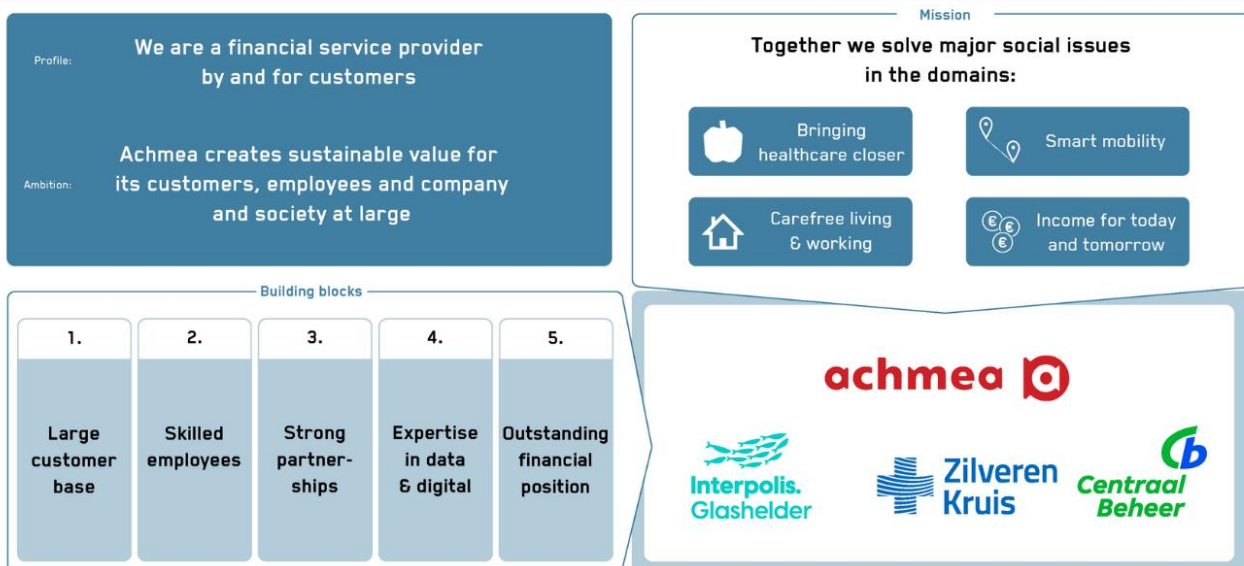 Profile:
We are a financial service provider
by and for customers
Ambition:
Achmea creates sustainable value for
its customers, employees and company
and society at large
Mission
Together we solve major social issues
in the domains:
Bringing
healthcare closer
Smart mobility
Carefree living
& working
Income for today
and tomorrow
Building blocks
1.
Large
customer
base
2.
Skilled
employees
3.
Strong
partner-
ships
4.
Expertise
in data
& digital
5.
Outstanding
financial
position
achmea
Interpolis.
Glashelder
Zilveren
Kruis
Cb
Centraal
Beheer